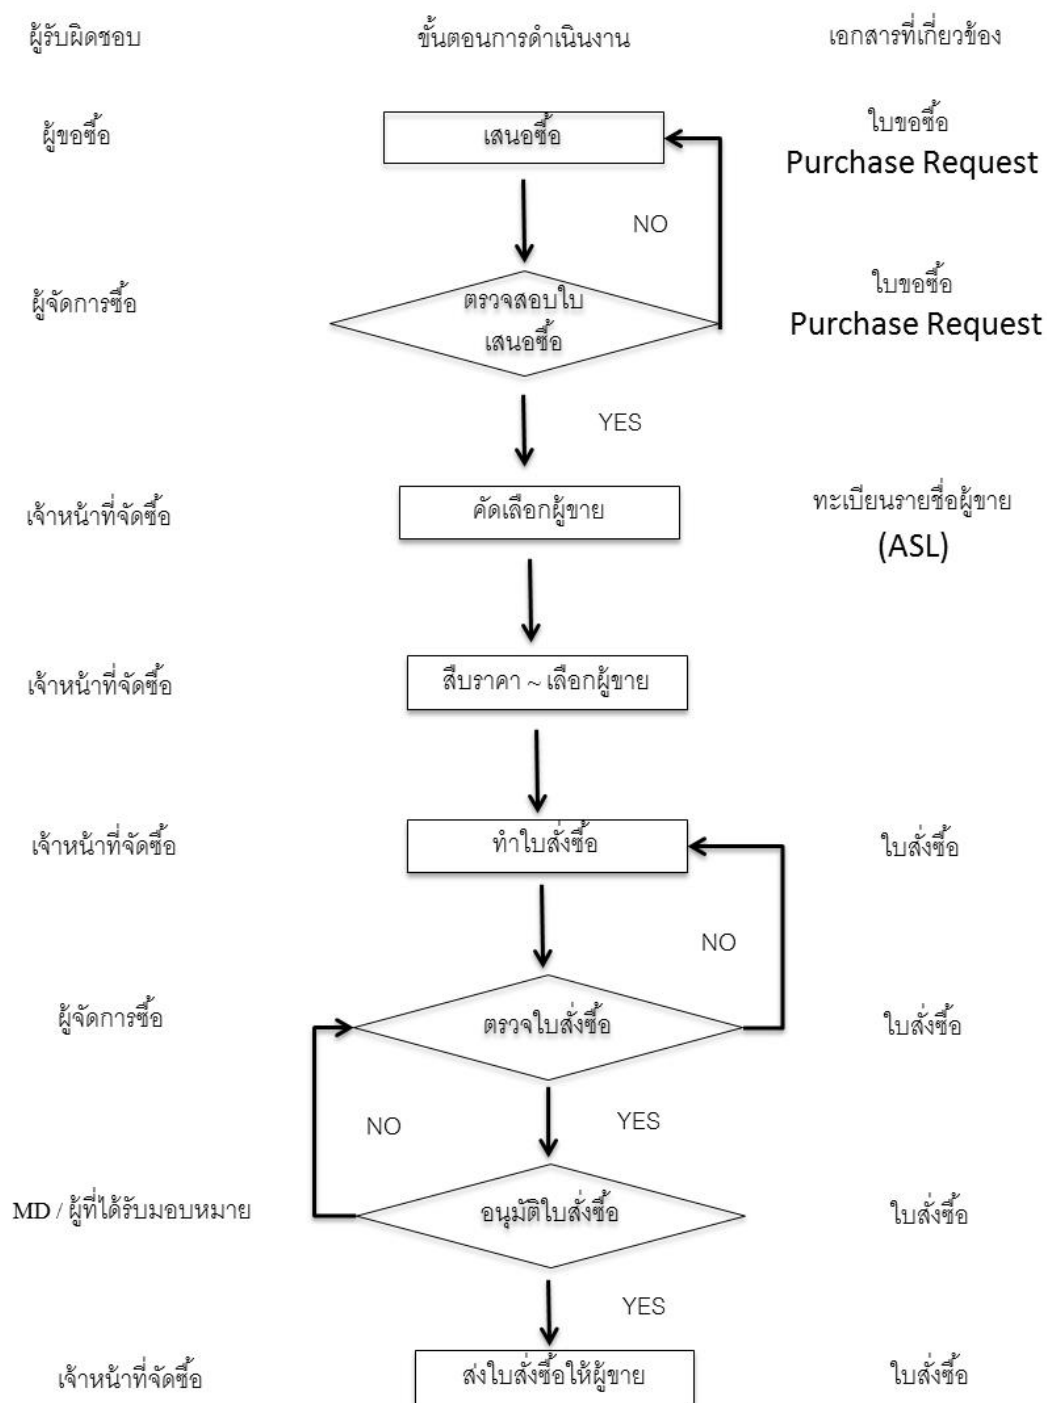 ผู้รับผิดชอบ ขั้นตอนการดำเนินงาน เอกสารที่เกี่ยวข้อง
ผู้ขอซื้อ เสนอซื้อ ใบขอซื้อ
Purchase Request
NO
ผู้จัดการซื้อ ตรวจสอบใบ ใบขอซื้อ
เสนอซื้อ Purchase Request
YES
เจ้าหน้าที่จัดซื้อ คัดเลือกผู้ขาย ทะเบียนรายชื่อผู้ขาย
(ASL)
เจ้าหน้าที่จัดซื้อ สืบราคา ~ เลือกผู้ขาย
เจ้าหน้าที่จัดซื้อ ทำใบสั่งซื้อ ใบสั่งซื้อ
NO
ผู้จัดการซื้อ ตรวจใบสั่งซื้อ ใบสั่งซื้อ
NO YES
MD / ผู้ที่ได้รับมอบหมาย อนุมัติใบสั่งซื้อ ใบสั่งซื้อ
YES
เจ้าหน้าที่จัดซื้อ ส่งใบสั่งซื้อให้ผู้ขาย ใบสั่งซื้อ